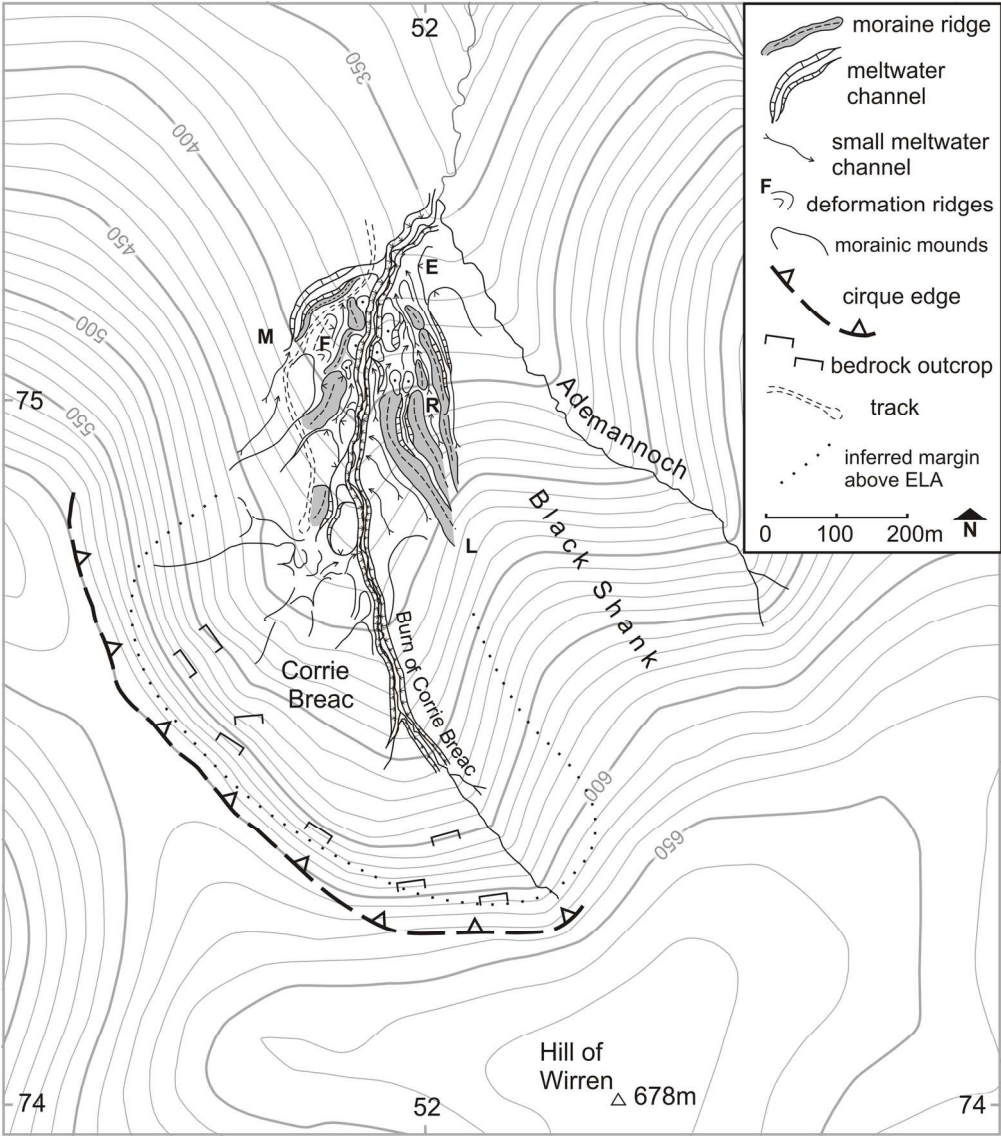 52
350
400
450
500
550
75
M
F
E
R
L
Ademannoch
Black Shank
Burn of Corrie Breac
Corrie
Breac
600
650
Hill of
Wirren
678m
74
52
74
moraine ridge
meltwater
channel
small meltwater
channel
F
deformation ridges
morainic mounds
cirque edge
bedrock outcrop
track
inferred margin
above ELA
0 100 200m
N